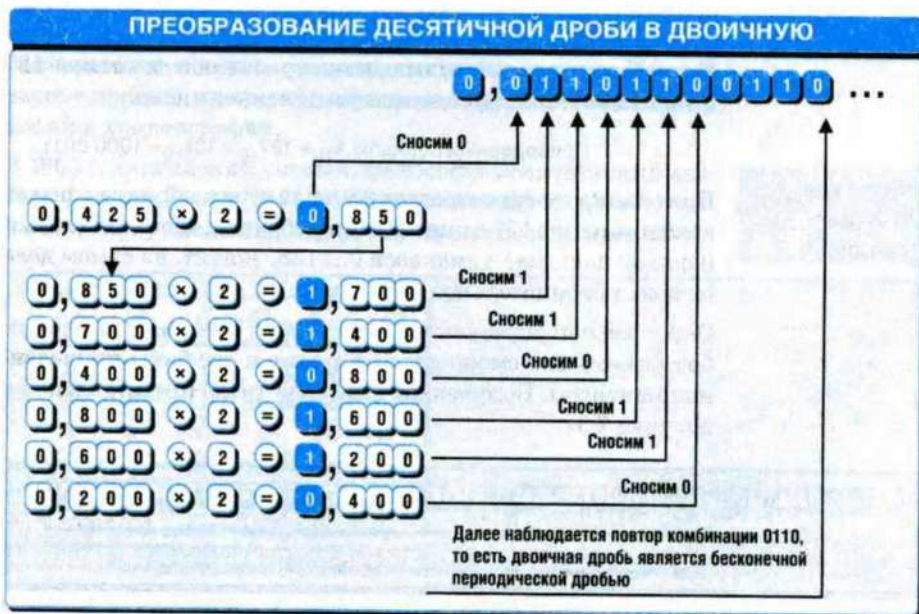 ПРЕОБРАЗОВАНИЕ ДЕСЯТИЧНОЙ ДРОБИ В ДВОИЧНУЮ
0,01101100110 ...
Сносим 0
0,425 × 2 = 0,850
Сносим 1
0,850 × 2 = 1,700
Сносим 1
0,700 × 2 = 1,400
Сносим 0
0,400 × 2 = 0,800
Сносим 1
0,800 × 2 = 1,600
Сносим 1
0,600 × 2 = 1,200
Сносим 0
0,200 × 2 = 0,400
Далее наблюдается повтор комбинации 0110,
то есть двоичная дробь является бесконечной
периодической дробью